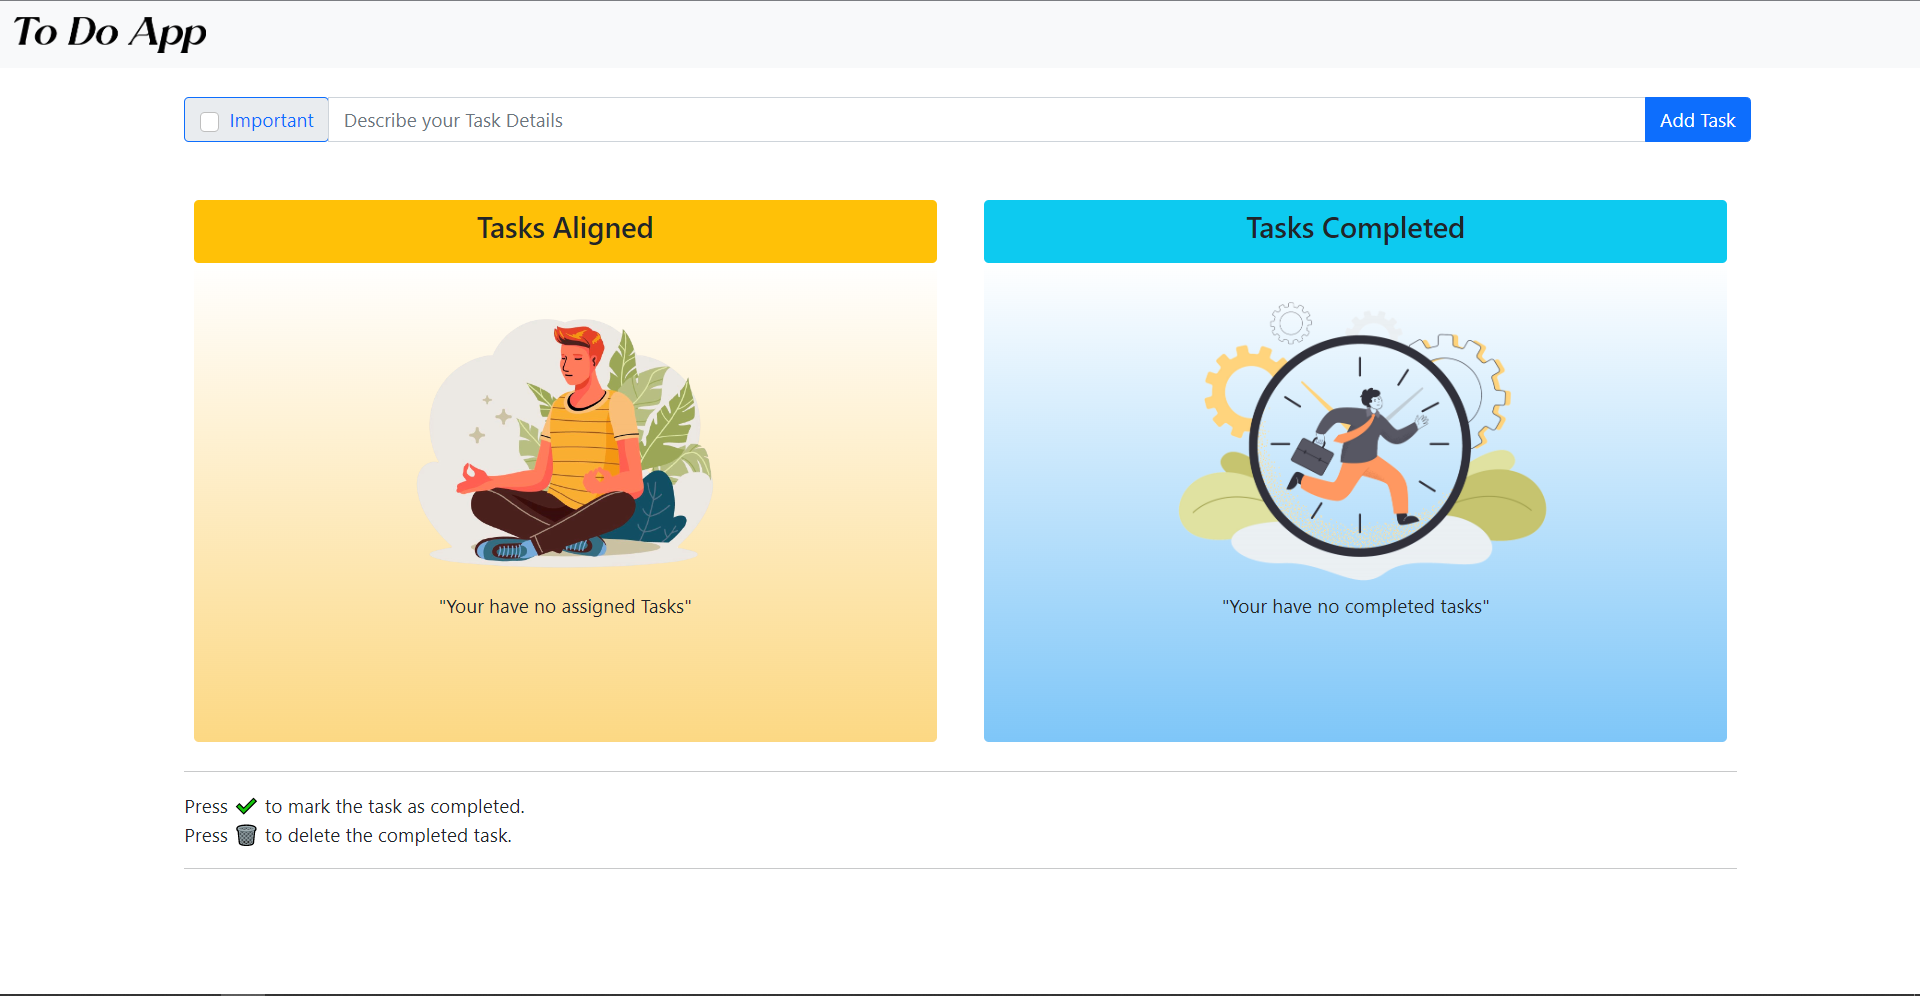 To Do App
Important
Describe your Task Details
Add Task
Tasks Aligned
Tasks Completed
"Your have no assigned Tasks"
"Your have no completed tasks"
Press ✔ to mark the task as completed.
Press 🗑 to delete the completed task.